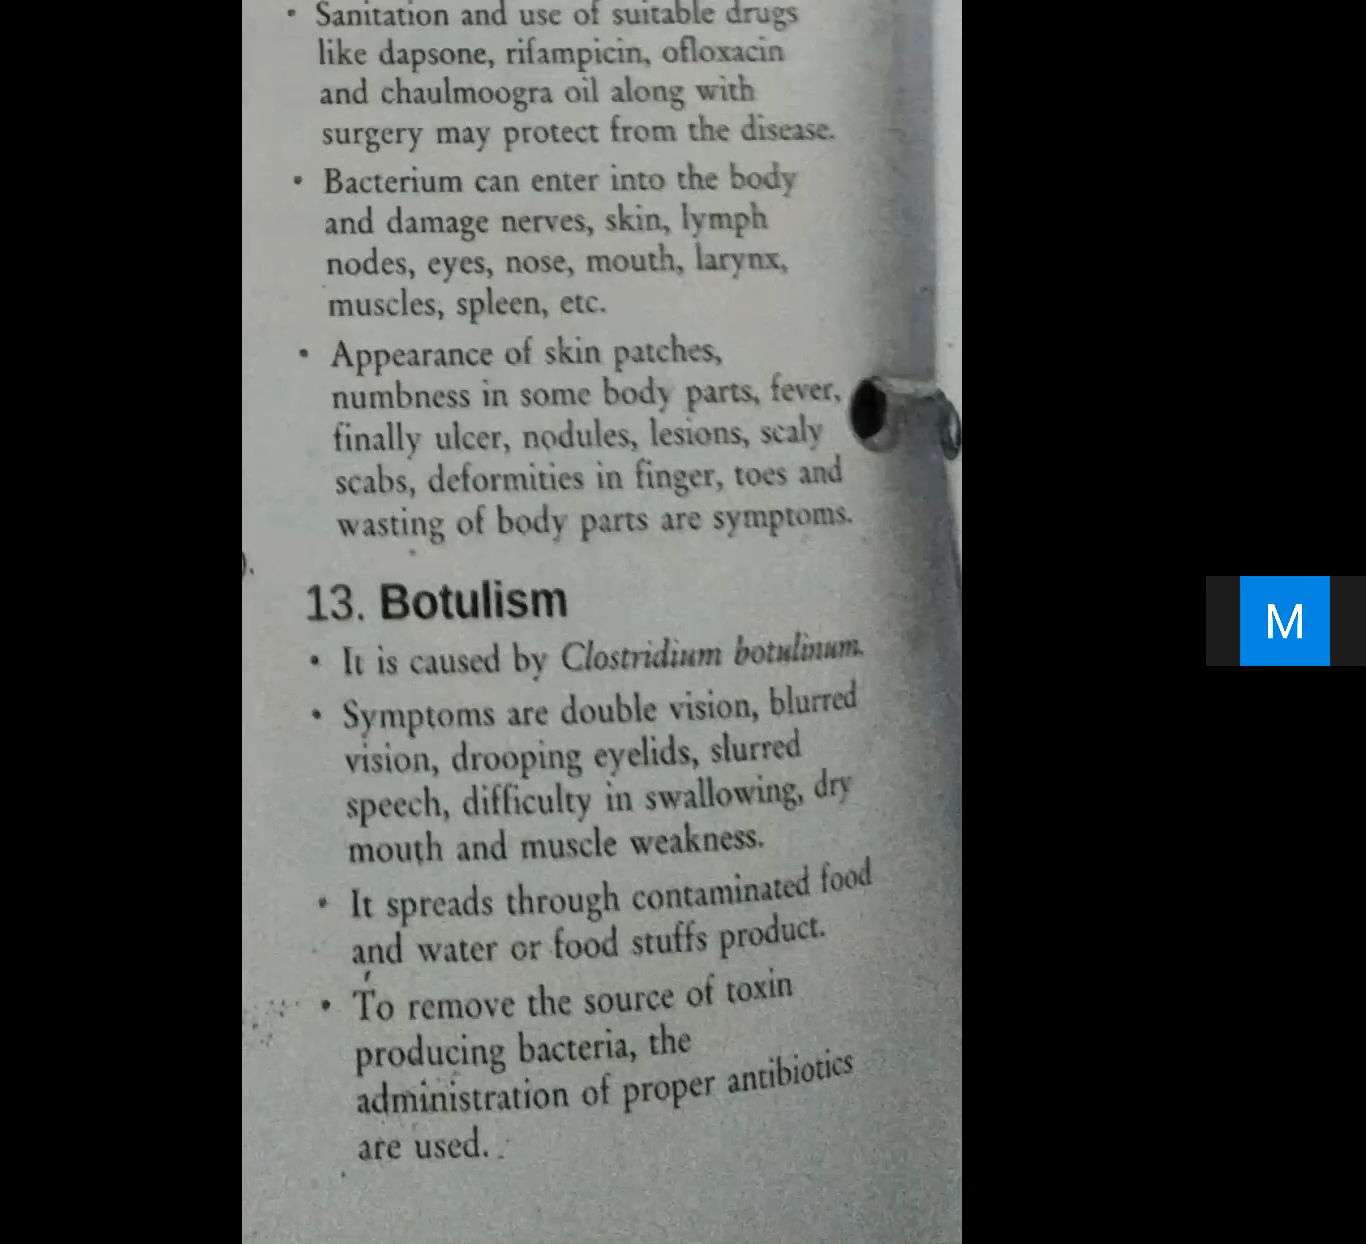 • Sanitation and use of suitable drugs
like dapsone, rifampicin, ofloxacin
and chaulmoogra oil along with
surgery may protect from the disease.
• Bacterium can enter into the body
and damage nerves, skin, lymph
nodes, eyes, nose, mouth, larynx,
muscles, spleen, etc.
• Appearance of skin patches,
numbness in some body parts, fever,
finally ulcer, nodules, lesions, scaly
scabs, deformities in finger, toes and
wasting of body parts are symptoms.
).
13. Botulism
• It is caused by Clostridium botulinum.
• Symptoms are double vision, blurred
vision, drooping eyelids, slurred
speech, difficulty in swallowing, dry
mouth and muscle weakness.
• It spreads through contaminated food
and water or food stuffs product.
• To remove the source of toxin
producing bacteria, the
administration of proper antibiotics
are used.
M